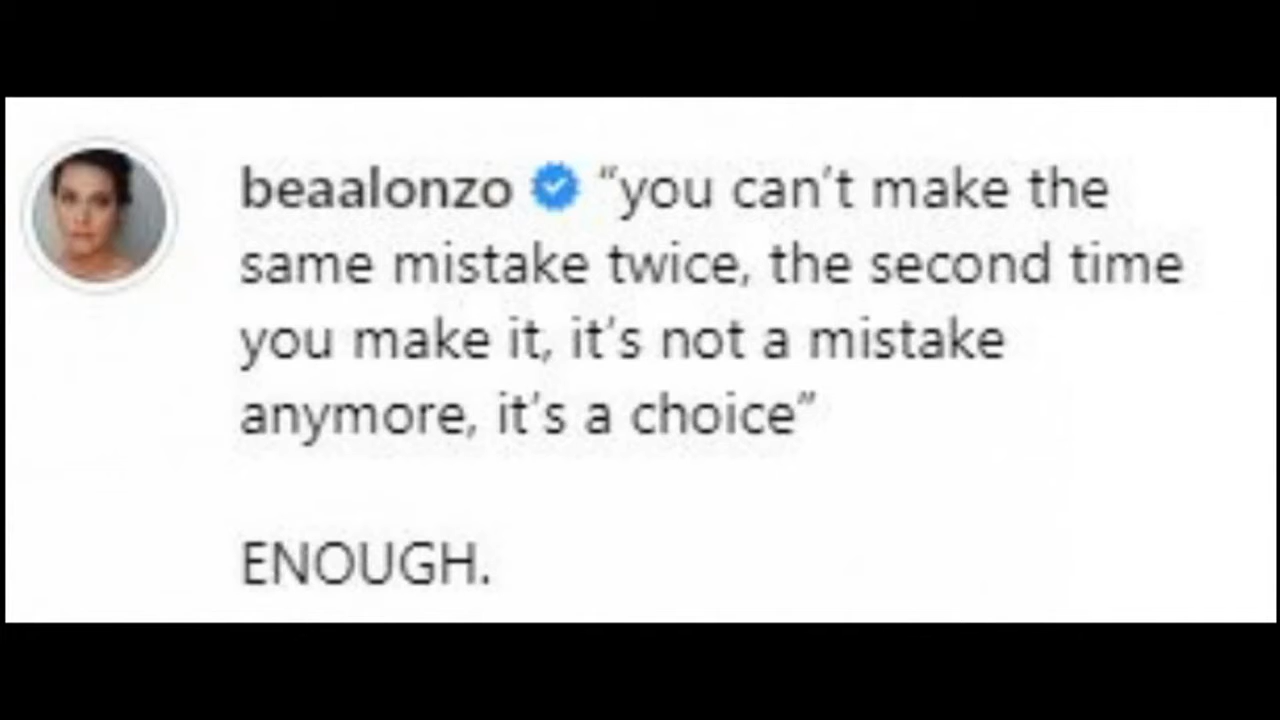 beaalonzo “you can’t make the
same mistake twice, the second time
you make it, it’s not a mistake
anymore, it’s a choice”
ENOUGH.